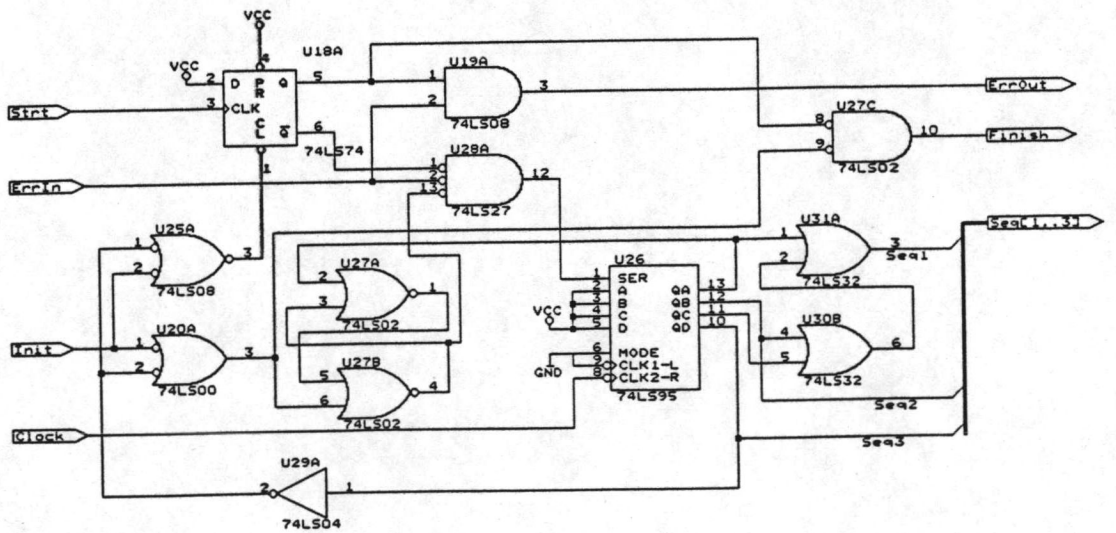 VCC
U18A
VCC
4
2 D PR Q 5
3 CLK
CL Q 6
1
74LS74
Strt
U19A
1
2
3
74LS08
ErrOut
U27C
8
9
10
74LS02
Finish
U28A
1
2
13
12
74LS27
ErrIn
U25A
1
2
3
74LS08
U27A
2
3
1
74LS02
U26
1 SER
2 A QA 13
3 B QB 12
4 C QC 11
5 D QD 10
VCC
6 MODE
9 CLK1-L
8 CLK2-R
GND
74LS95
U31A
1
2
3
74LS32
Seq1
Seq[1..3]
Init
U20A
1
2
3
74LS00
U27B
5
6
4
74LS02
U30B
4
5
6
74LS32
Seq2
Seq3
Clock
U29A
2
1
74LS04